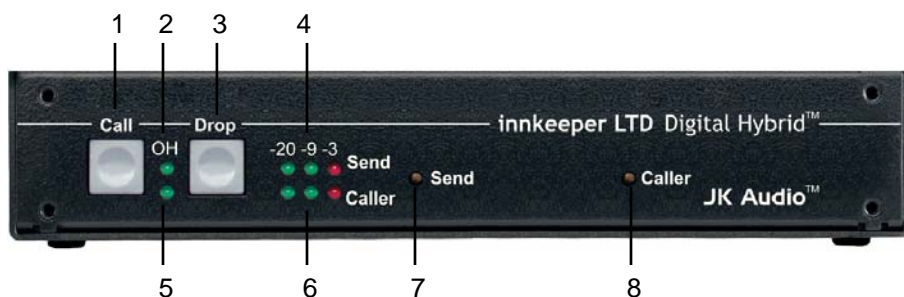 1 2 3 4
Call Drop innkeeper LTD Digital Hybrid™
OH -20 -9 -3
Send
Send Caller
Caller
JK Audio™
5 6 7 8